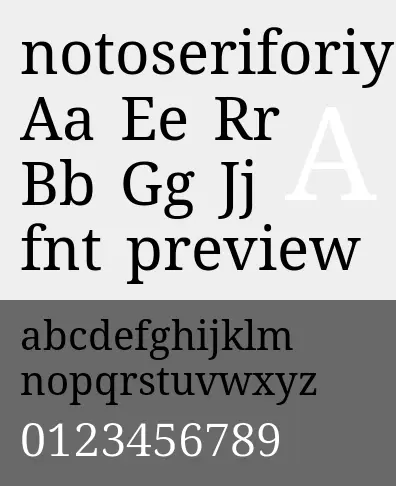 notoseriforiy
Aa Ee Rr
A
Bb Gg Jj
fnt preview
abcdefghijklm
nopqrstuvwxyz
0123456789